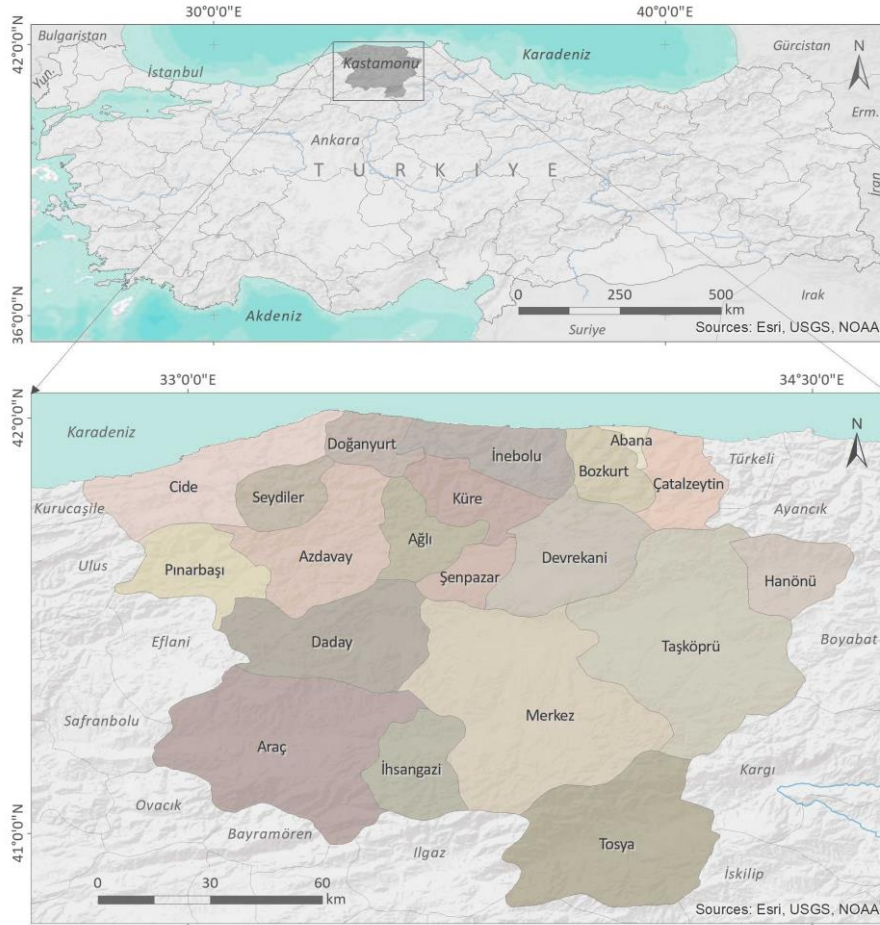 30°0'0"E
40°0'0"E
42°0'0"N
Bulgaristan
Karadeniz
Gürcistan
N
Kastamonu
İstanbul
Yun.
Erm.
Ankara
TURKIYE
İran
0 250 500
km
Irak
Akdeniz
36°0'0"N
Suriye
Sources: Esri, USGS, NOAA
33°0'0"E
34°30'0"E
42°0'0"N
Karadeniz
N
Doğanyurt
İnebolu
Abana
Türkeli
Bozkurt
Cide
Seydiler
Küre
Çatalzeytin
Kurucaşile
Ayancık
Ağlı
Azdavay
Devrekani
Ulus
Pınarbaşı
Şenpazar
Hanönü
Eflani
Daday
Taşköprü
Boyabat
Safranbolu
Merkez
Araç
İhsangazi
Kargı
Ovacık
Bayramören
41°0'0"N
Ilgaz
Tosya
İskilip
0 30 60
km
Sources: Esri, USGS, NOAA